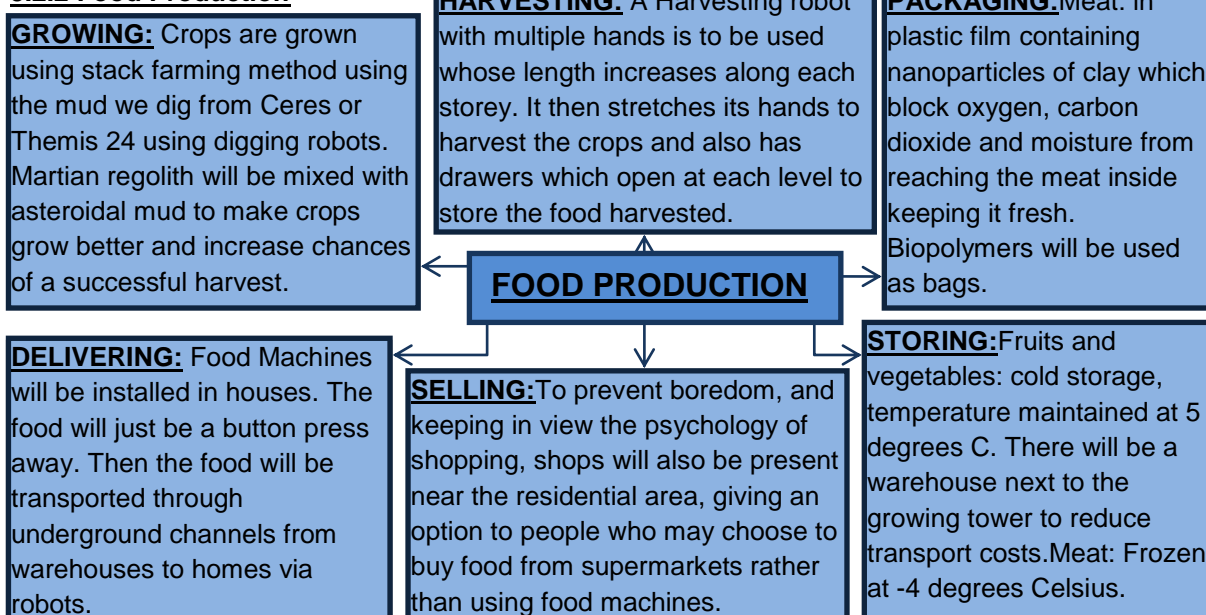 GROWING: Crops are grown
using stack farming method using
the mud we dig from Ceres or
Themis 24 using digging robots.
Martian regolith will be mixed with
asteroidal mud to make crops
grow better and increase chances
of a successful harvest.
HARVESTING: A Harvesting robot
with multiple hands is to be used
whose length increases along each
storey. It then stretches its hands to
harvest the crops and also has
drawers which open at each level to
store the food harvested.
PACKAGING:Meat: in
plastic film containing
nanoparticles of clay which
block oxygen, carbon
dioxide and moisture from
reaching the meat inside
keeping it fresh.
Biopolymers will be used
as bags.
FOOD PRODUCTION
DELIVERING: Food Machines
will be installed in houses. The
food will just be a button press
away. Then the food will be
transported through
underground channels from
warehouses to homes via
robots.
SELLING:To prevent boredom, and
keeping in view the psychology of
shopping, shops will also be present
near the residential area, giving an
option to people who may choose to
buy food from supermarkets rather
than using food machines.
STORING:Fruits and
vegetables: cold storage,
temperature maintained at 5
degrees C. There will be a
warehouse next to the
growing tower to reduce
transport costs.Meat: Frozen
at -4 degrees Celsius.